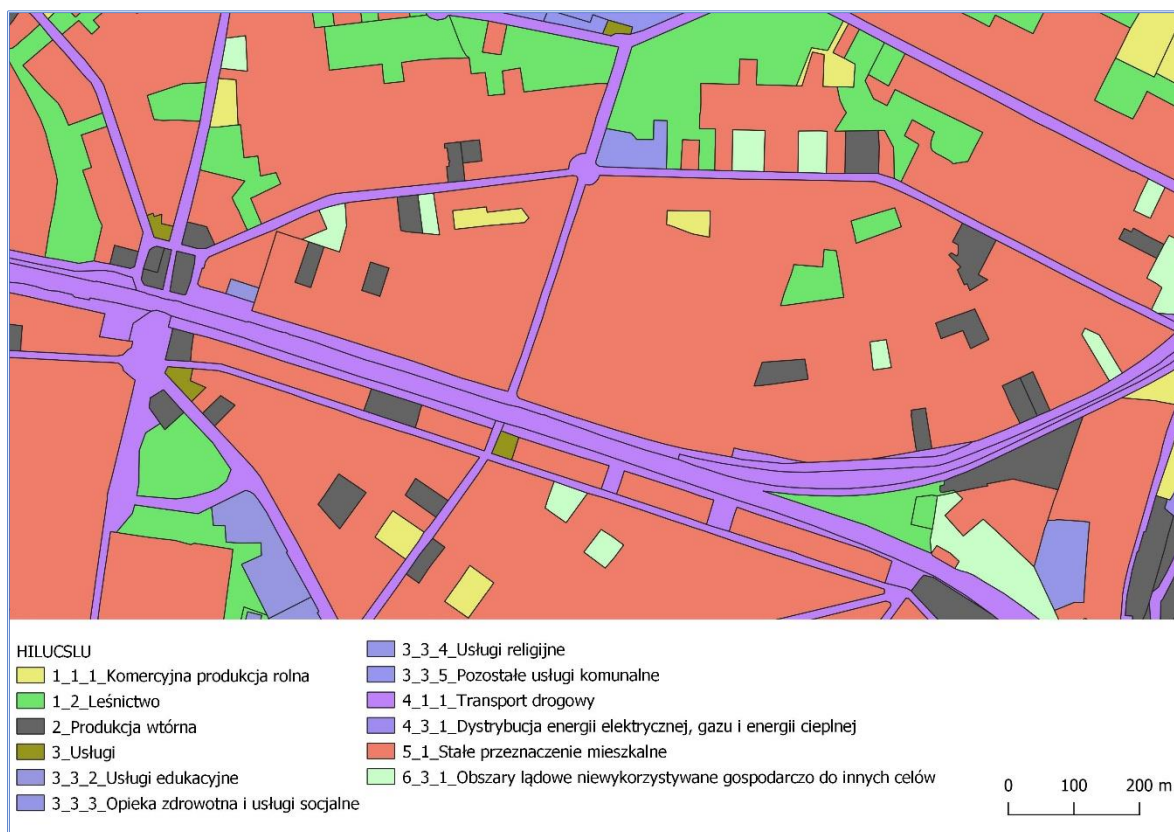 HILUCSLU
1_1_1_Komercyjna produkcja rolna
1_2_Leśnictwo
2_Produkcja wtórna
3_Usługi
3_3_2_Usługi edukacyjne
3_3_3_Opieka zdrowotna i usługi socjalne
3_3_4_Usługi religijne
3_3_5_Pozostałe usługi komunalne
4_1_1_Transport drogowy
4_3_1_Dystrybucja energii elektrycznej, gazu i energii cieplnej
5_1_Stałe przeznaczenie mieszkalne
6_3_1_Obszary lądowe niewykorzystywane gospodarczo do innych celów
0 100 200 m